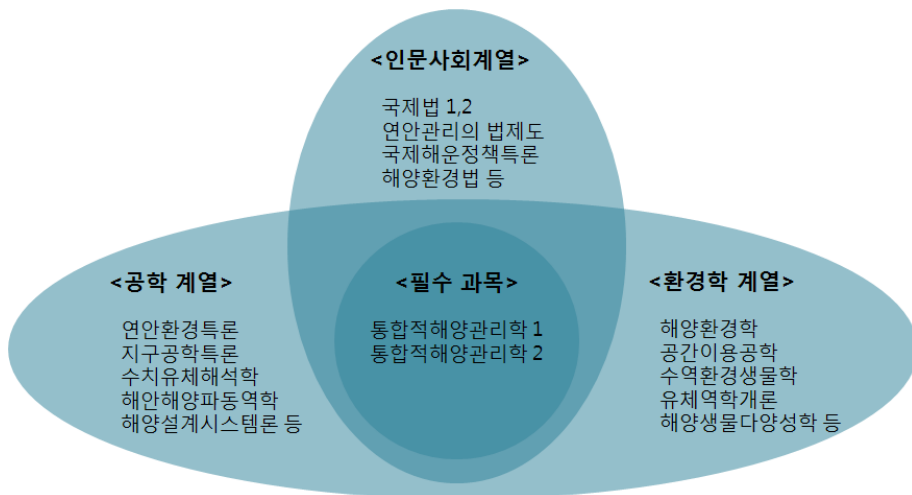 <인문사회계열>
국제법 1,2
연안관리의 법제도
국제해운정책특론
해양환경법 등
<공학 계열>
연안환경특론
지구공학특론
수치유체해석학
해안해양파동역학
해양설계시스템론 등
<필수 과목>
통합적해양관리학 1
통합적해양관리학 2
<환경학 계열>
해양환경학
공간이용공학
수역환경생물학
유체역학개론
해양생물다양성학 등